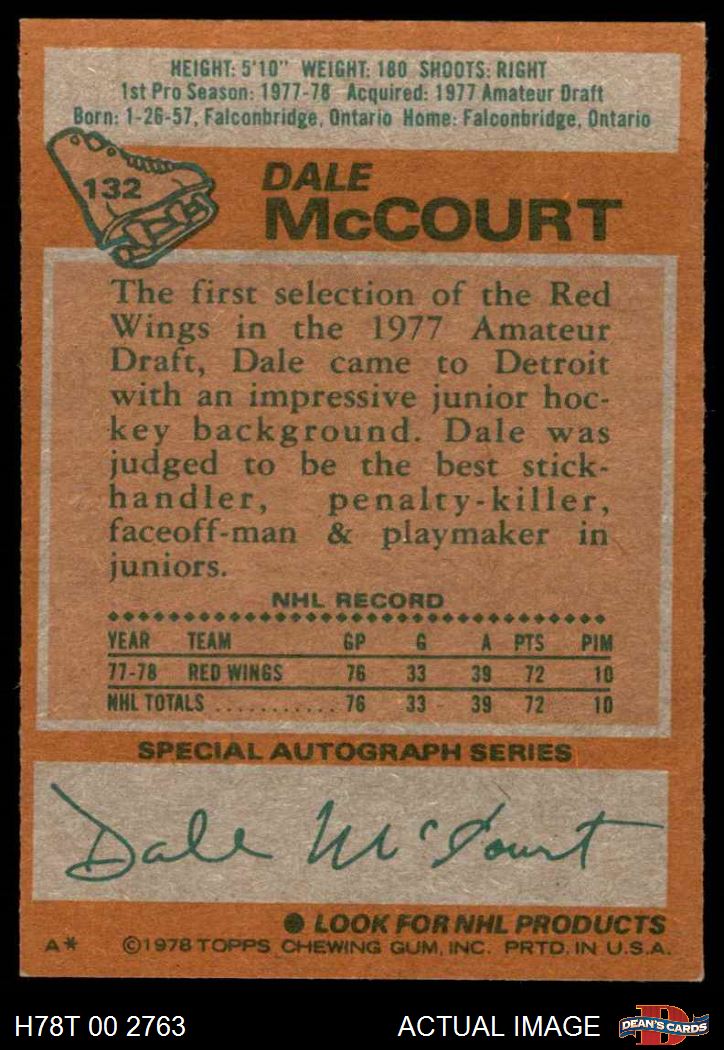 HEIGHT: 5'10" WEIGHT: 180 SHOOTS: RIGHT
1st Pro Season: 1977-78 Acquired: 1977 Amateur Draft
Born: 1-26-57, Falconbridge, Ontario Home: Falconbridge, Ontario
132
DALE
McCOURT
The first selection of the Red
Wings in the 1977 Amateur
Draft, Dale came to Detroit
with an impressive junior hoc-
key background. Dale was
judged to be the best stick-
handler, penalty-killer,
faceoff-man & playmaker in
juniors.
NHL RECORD
YEAR TEAM GP G A PTS PIM
77-78 RED WINGS 76 33 39 72 10
NHL TOTALS ........... 76 33 39 72 10
SPECIAL AUTOGRAPH SERIES
Dale McCourt
● LOOK FOR NHL PRODUCTS
A* ©1978 TOPPS CHEWING GUM, INC. PRTD. IN U.S.A.
H78T 00 2763 ACTUAL IMAGE D DEAN'S CARDS